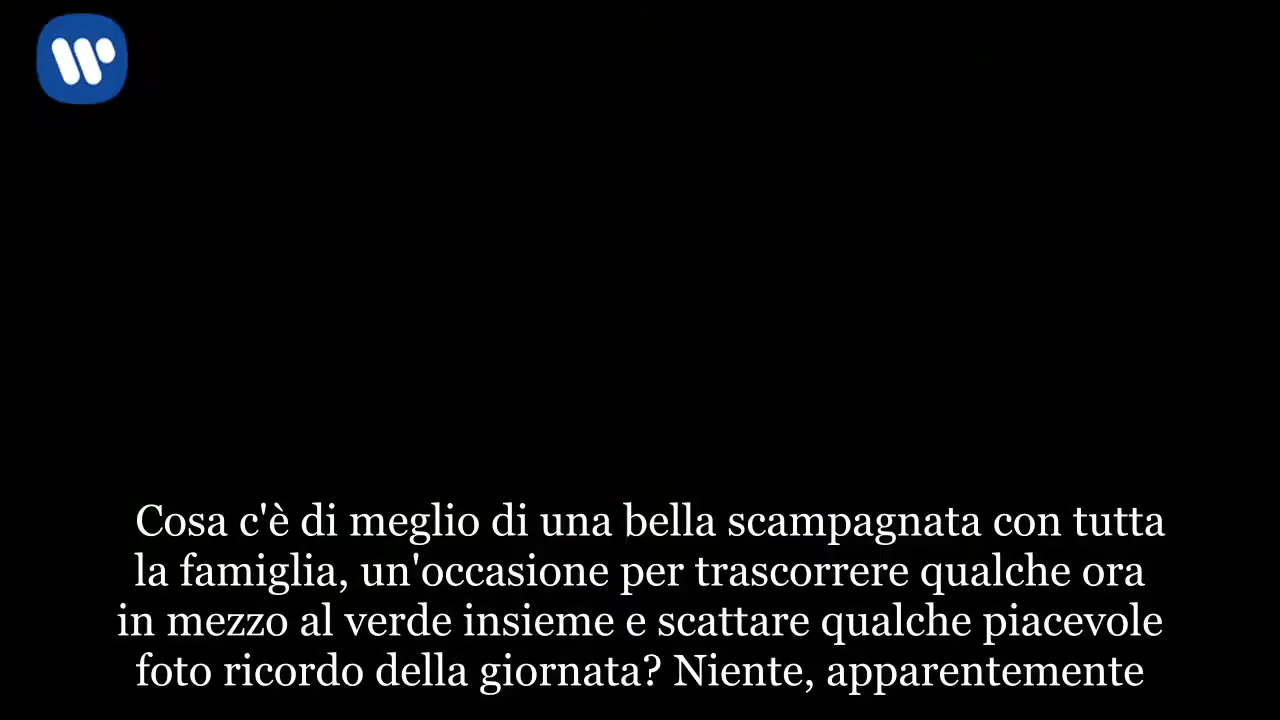 Cosa c'è di meglio di una bella scampagnata con tutta
la famiglia, un'occasione per trascorrere qualche ora
in mezzo al verde insieme e scattare qualche piacevole
foto ricordo della giornata? Niente, apparentemente